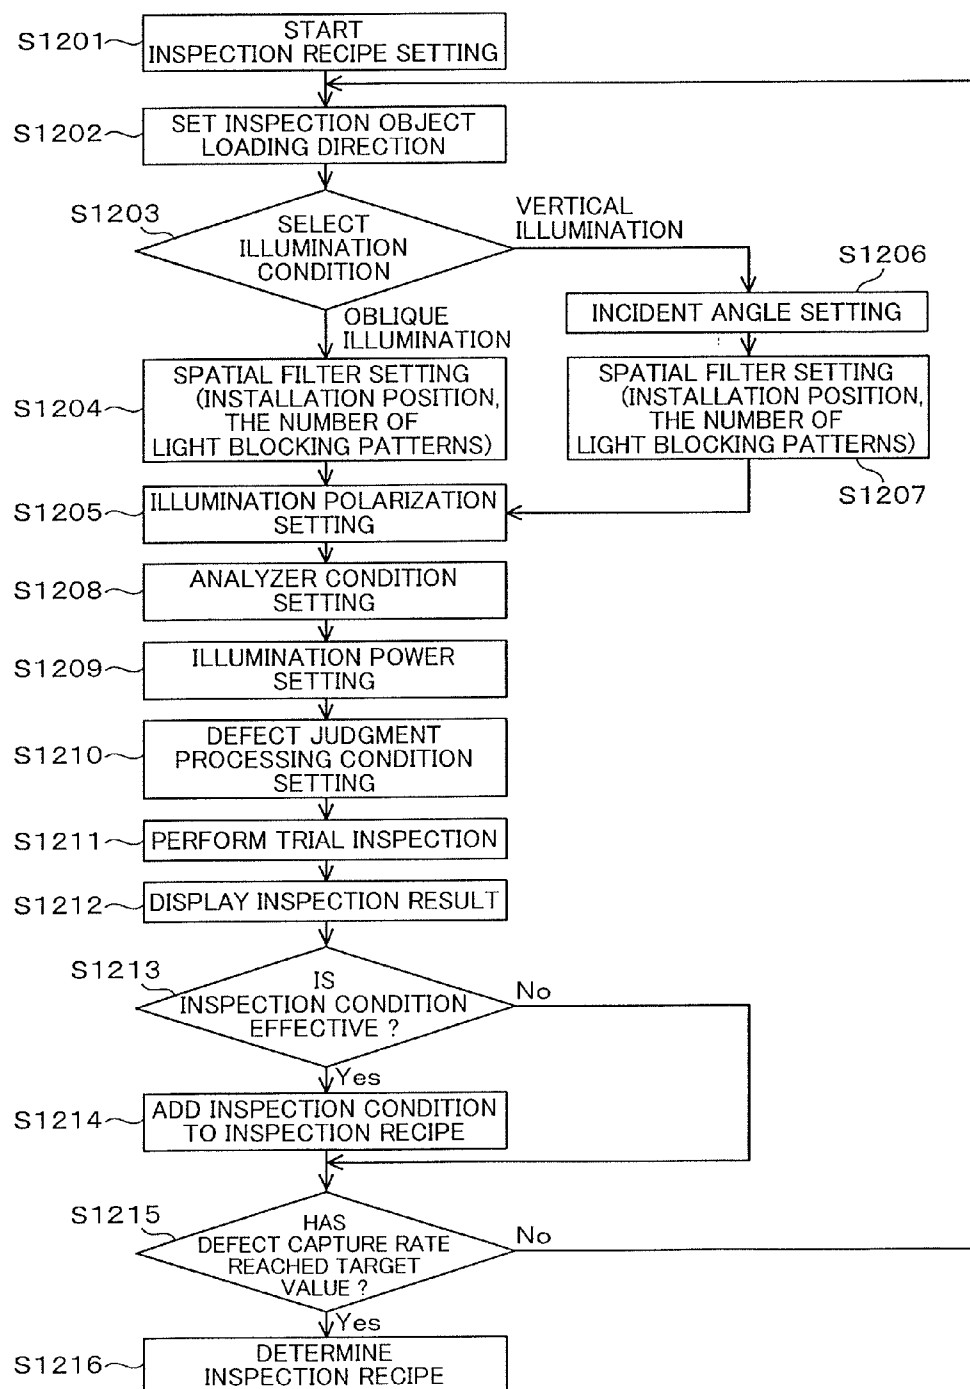 S1201
START
INSPECTION RECIPE SETTING
S1202
SET INSPECTION OBJECT
LOADING DIRECTION
S1203
SELECT
ILLUMINATION
CONDITION
VERTICAL
ILLUMINATION
OBLIQUE
ILLUMINATION
S1206
INCIDENT ANGLE SETTING
S1204
SPATIAL FILTER SETTING
(INSTALLATION POSITION,
THE NUMBER OF
LIGHT BLOCKING PATTERNS)
SPATIAL FILTER SETTING
(INSTALLATION POSITION,
THE NUMBER OF
LIGHT BLOCKING PATTERNS)
S1207
S1205
ILLUMINATION POLARIZATION
SETTING
S1208
ANALYZER CONDITION
SETTING
S1209
ILLUMINATION POWER
SETTING
S1210
DEFECT JUDGMENT
PROCESSING CONDITION
SETTING
S1211
PERFORM TRIAL INSPECTION
S1212
DISPLAY INSPECTION RESULT
S1213
IS
INSPECTION CONDITION
EFFECTIVE ?
No
Yes
S1214
ADD INSPECTION CONDITION
TO INSPECTION RECIPE
S1215
HAS
DEFECT CAPTURE RATE
REACHED TARGET
VALUE ?
No
Yes
S1216
DETERMINE
INSPECTION RECIPE